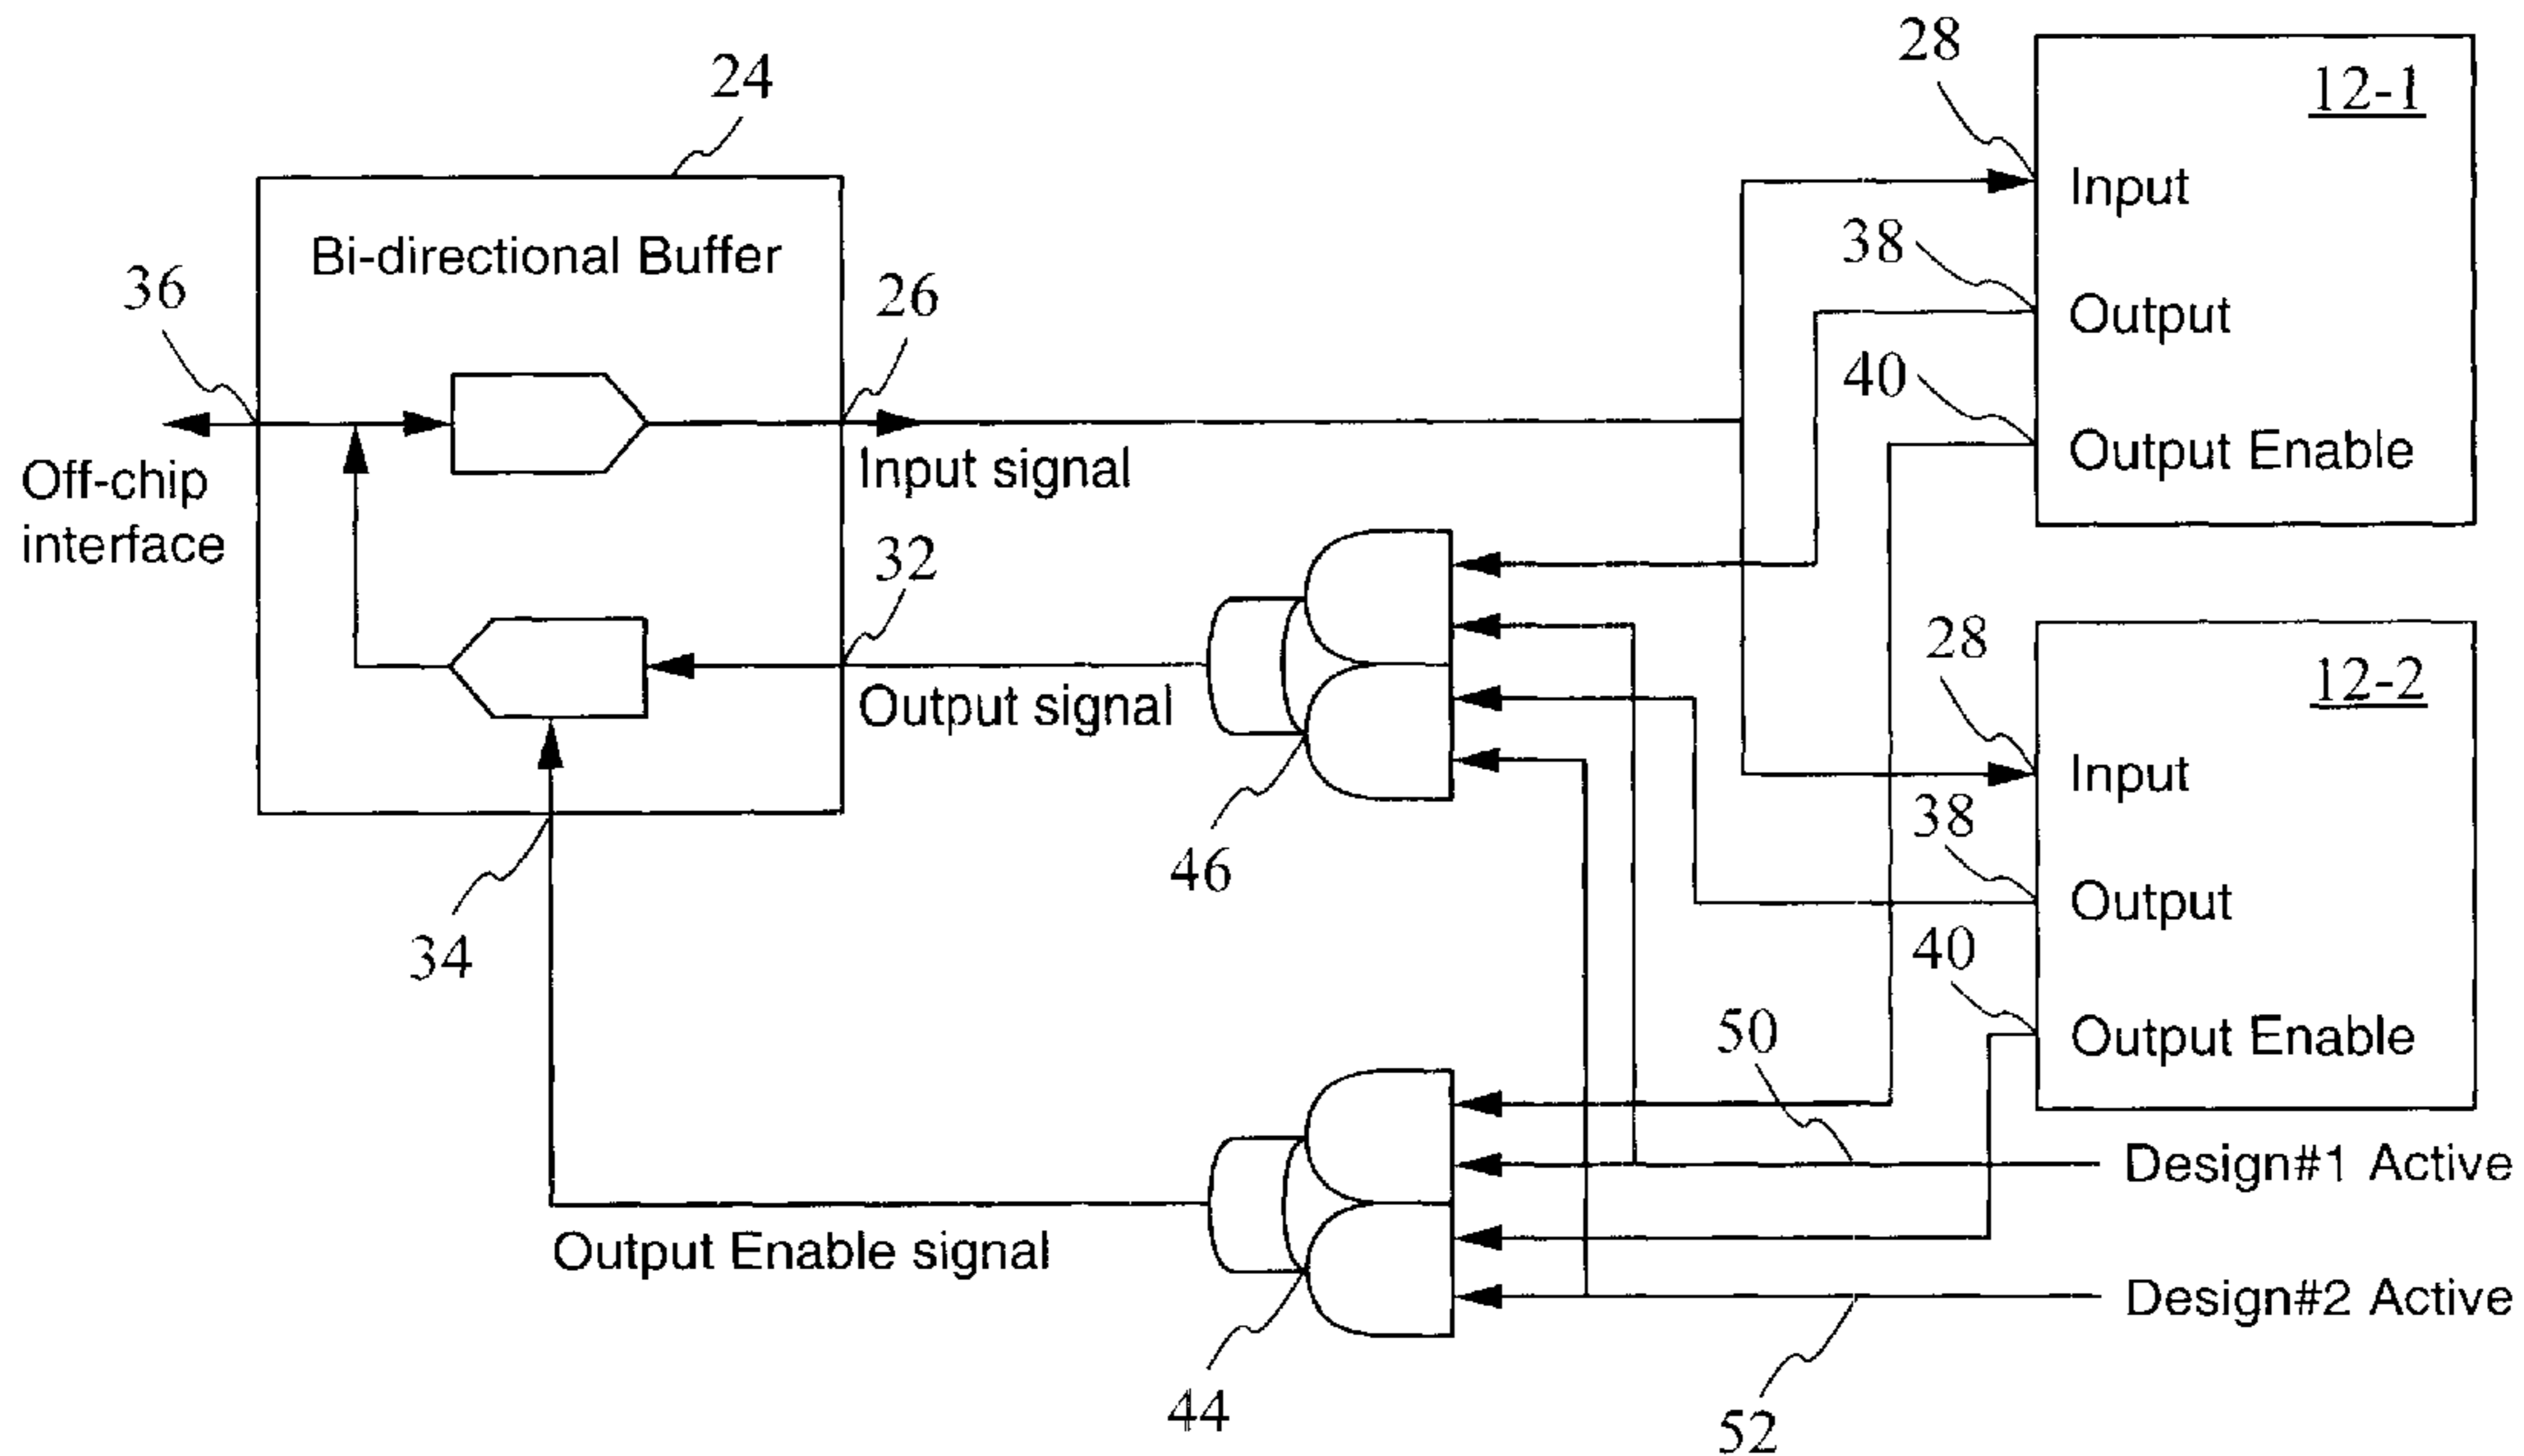 28
12-1
24
Input
Bi-directional Buffer
38
36
26
Output
40
Output Enable
Off-chip
interface
Input signal
32
28
12-2
Output signal
Input
38
46
Output
34
40
50
Output Enable
Design#1 Active
Output Enable signal
Design#2 Active
44
52